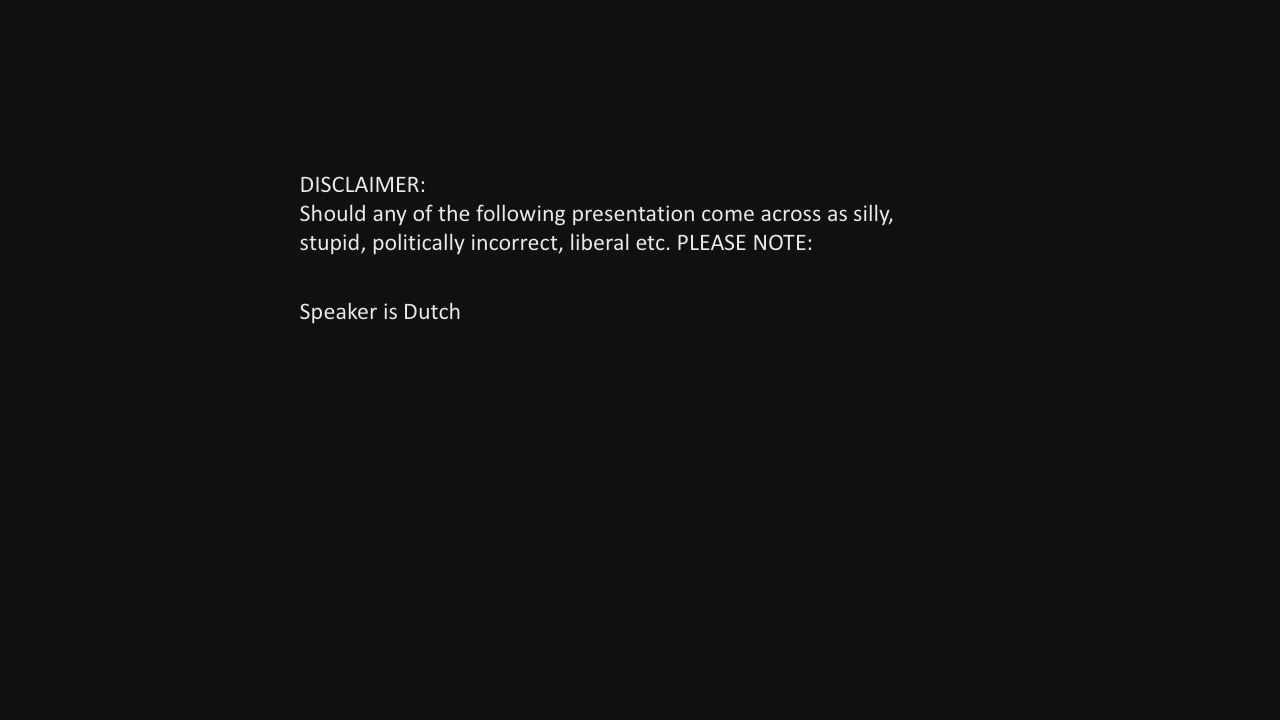 DISCLAIMER:
Should any of the following presentation come across as silly,
stupid, politically incorrect, liberal etc. PLEASE NOTE:
Speaker is Dutch